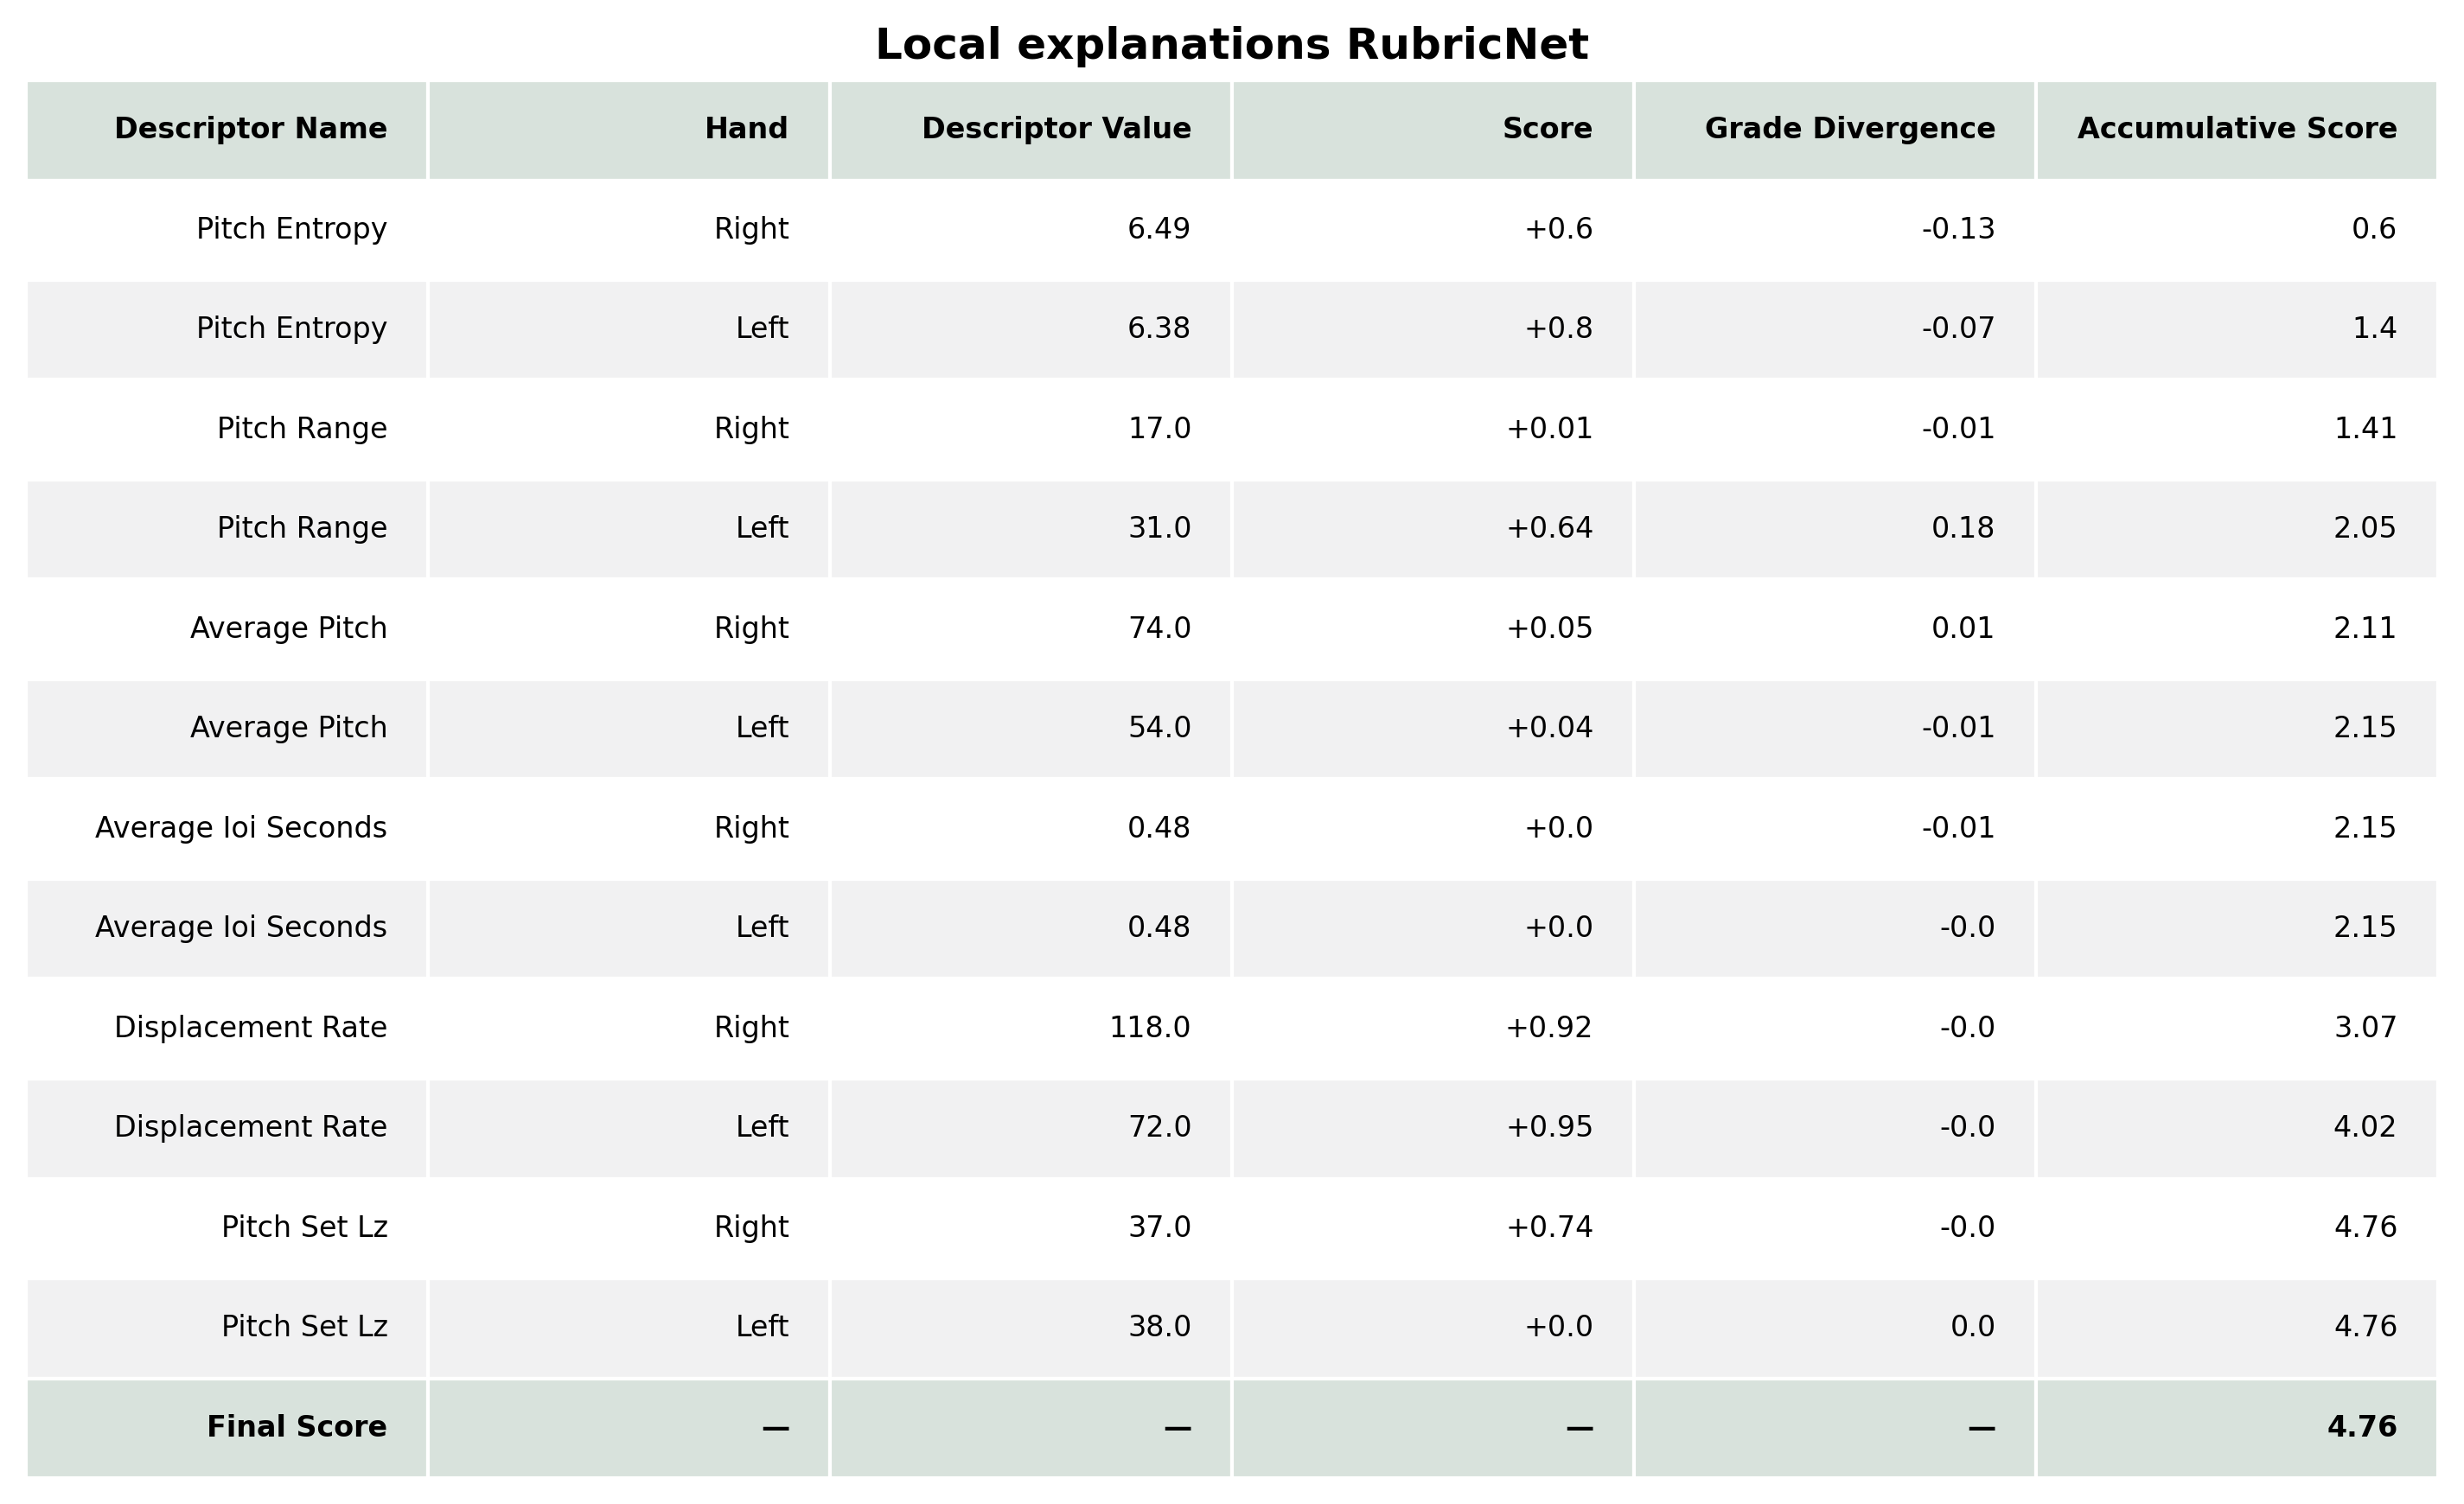 Local explanations RubricNet
Descriptor Name Hand Descriptor Value Score Grade Divergence Accumulative Score
Pitch Entropy Right 6.49 +0.6 -0.13 0.6
Pitch Entropy Left 6.38 +0.8 -0.07 1.4
Pitch Range Right 17.0 +0.01 -0.01 1.41
Pitch Range Left 31.0 +0.64 0.18 2.05
Average Pitch Right 74.0 +0.05 0.01 2.11
Average Pitch Left 54.0 +0.04 -0.01 2.15
Average Ioi Seconds Right 0.48 +0.0 -0.01 2.15
Average Ioi Seconds Left 0.48 +0.0 -0.0 2.15
Displacement Rate Right 118.0 +0.92 -0.0 3.07
Displacement Rate Left 72.0 +0.95 -0.0 4.02
Pitch Set Lz Right 37.0 +0.74 -0.0 4.76
Pitch Set Lz Left 38.0 +0.0 0.0 4.76
Final Score — — — — 4.76